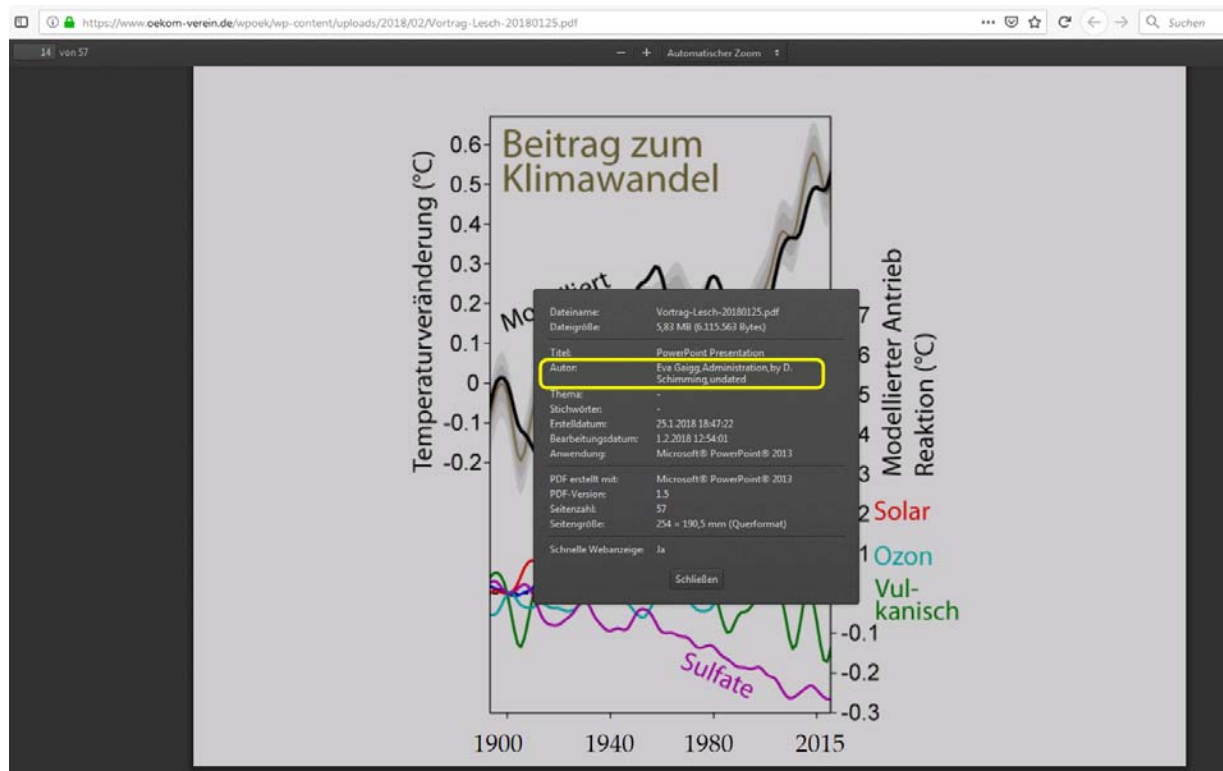 https://www.oekom-verein.de/wpoek/wp-content/uploads/2018/02/Vortrag-Lesch-20180125.pdf
Suchen
14 von 57
Automatischer Zoom
Beitrag zum
Klimawandel
Temperaturveränderung (°C)
0.6
0.5
0.4
0.3
0.2
0.1
0
-0.1
-0.2
Dateiname: Vortrag-Lesch-20180125.pdf
Dateigröße: 5,83 MB (6.115.563 Bytes)
Titel: PowerPoint Presentation
Autor: Eva Gaigg,Administration,by D.
Schimming,undated
Thema: -
Stichwörter: -
Erstelldatum: 25.1.2018 18:47:22
Bearbeitungsdatum: 1.2.2018 12:54:01
Anwendung: Microsoft® PowerPoint® 2013
PDF erstellt mit: Microsoft® PowerPoint® 2013
PDF-Version: 1.5
Seitenzahl: 57
Seitengröße: 254 × 190,5 mm (Querformat)
Schnelle Webanzeige: Ja
Schließen
Modellierter Antrieb
Reaktion (°C)
7
6
5
4
3
2
1
-0.1
-0.2
-0.3
Solar
Ozon
Vul-
kanisch
Sulfate
1900 1940 1980 2015